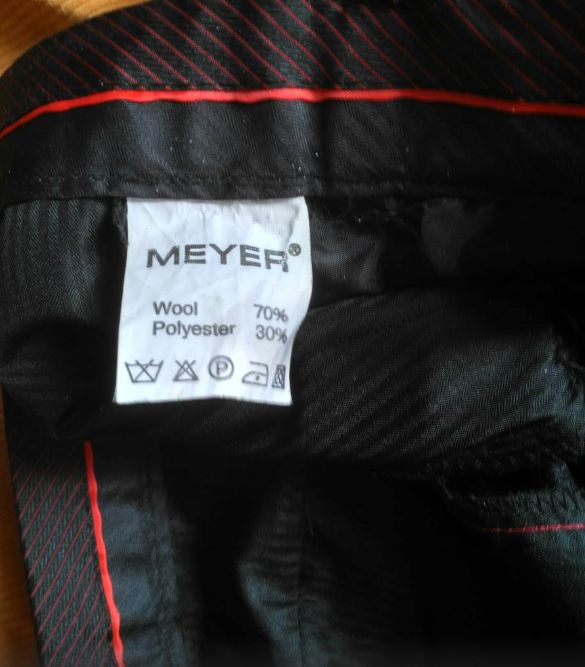 MEYER®
Wool 70%
Polyester 30%
P